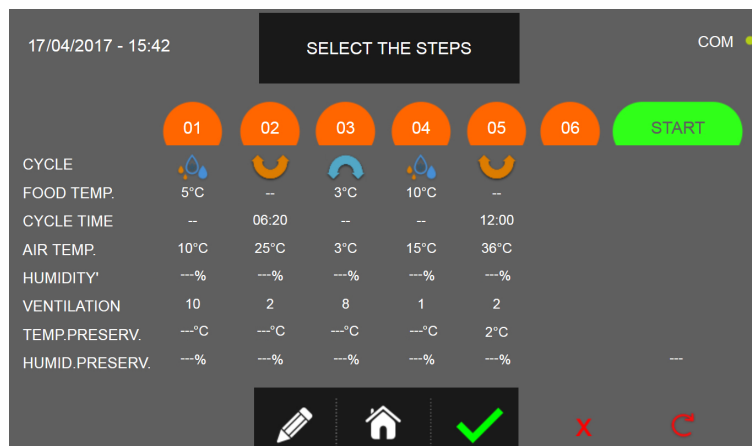 17/04/2017 - 15:42 SELECT THE STEPS COM
01 02 03 04 05 06 START
CYCLE
FOOD TEMP. 5°C -- 3°C 10°C --
CYCLE TIME -- 06:20 -- -- 12:00
AIR TEMP. 10°C 25°C 3°C 15°C 36°C
HUMIDITY' ---% ---% ---% ---% ---%
VENTILATION 10 2 8 1 2
TEMP.PRESERV. ---°C ---°C ---°C ---°C 2°C
HUMID.PRESERV. ---% ---% ---% ---% ---% ---
X